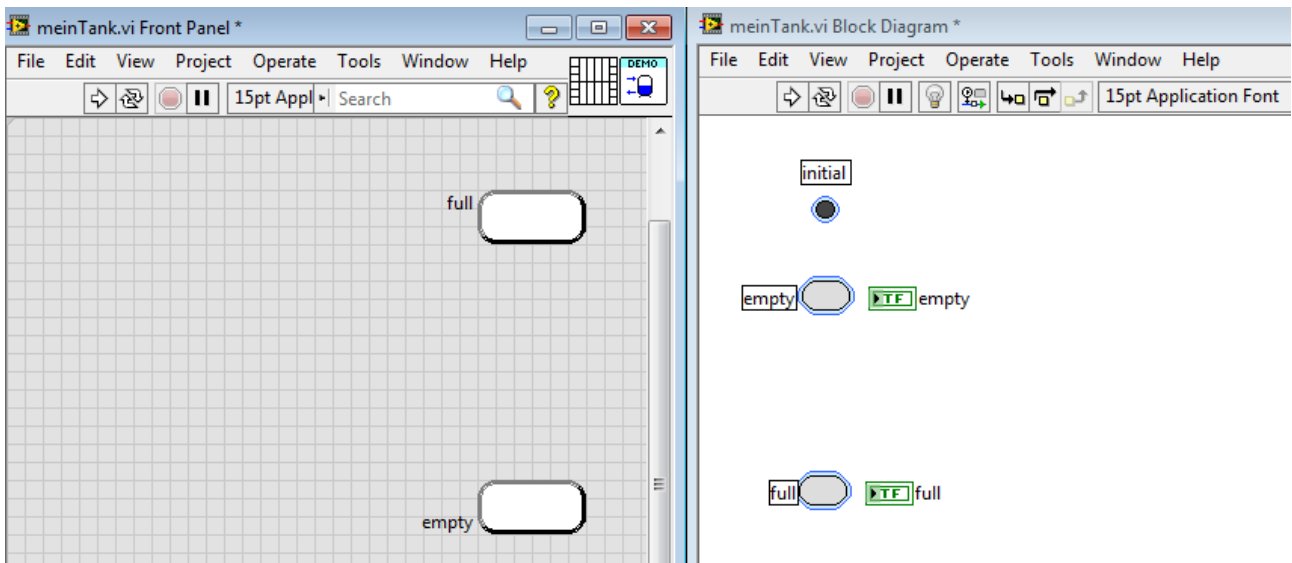 meinTank.vi Front Panel *
File Edit View Project Operate Tools Window Help
DEMO
15pt Appl Search
?
full
empty
meinTank.vi Block Diagram *
File Edit View Project Operate Tools Window Help
15pt Application Font
initial
empty TF empty
full TF full